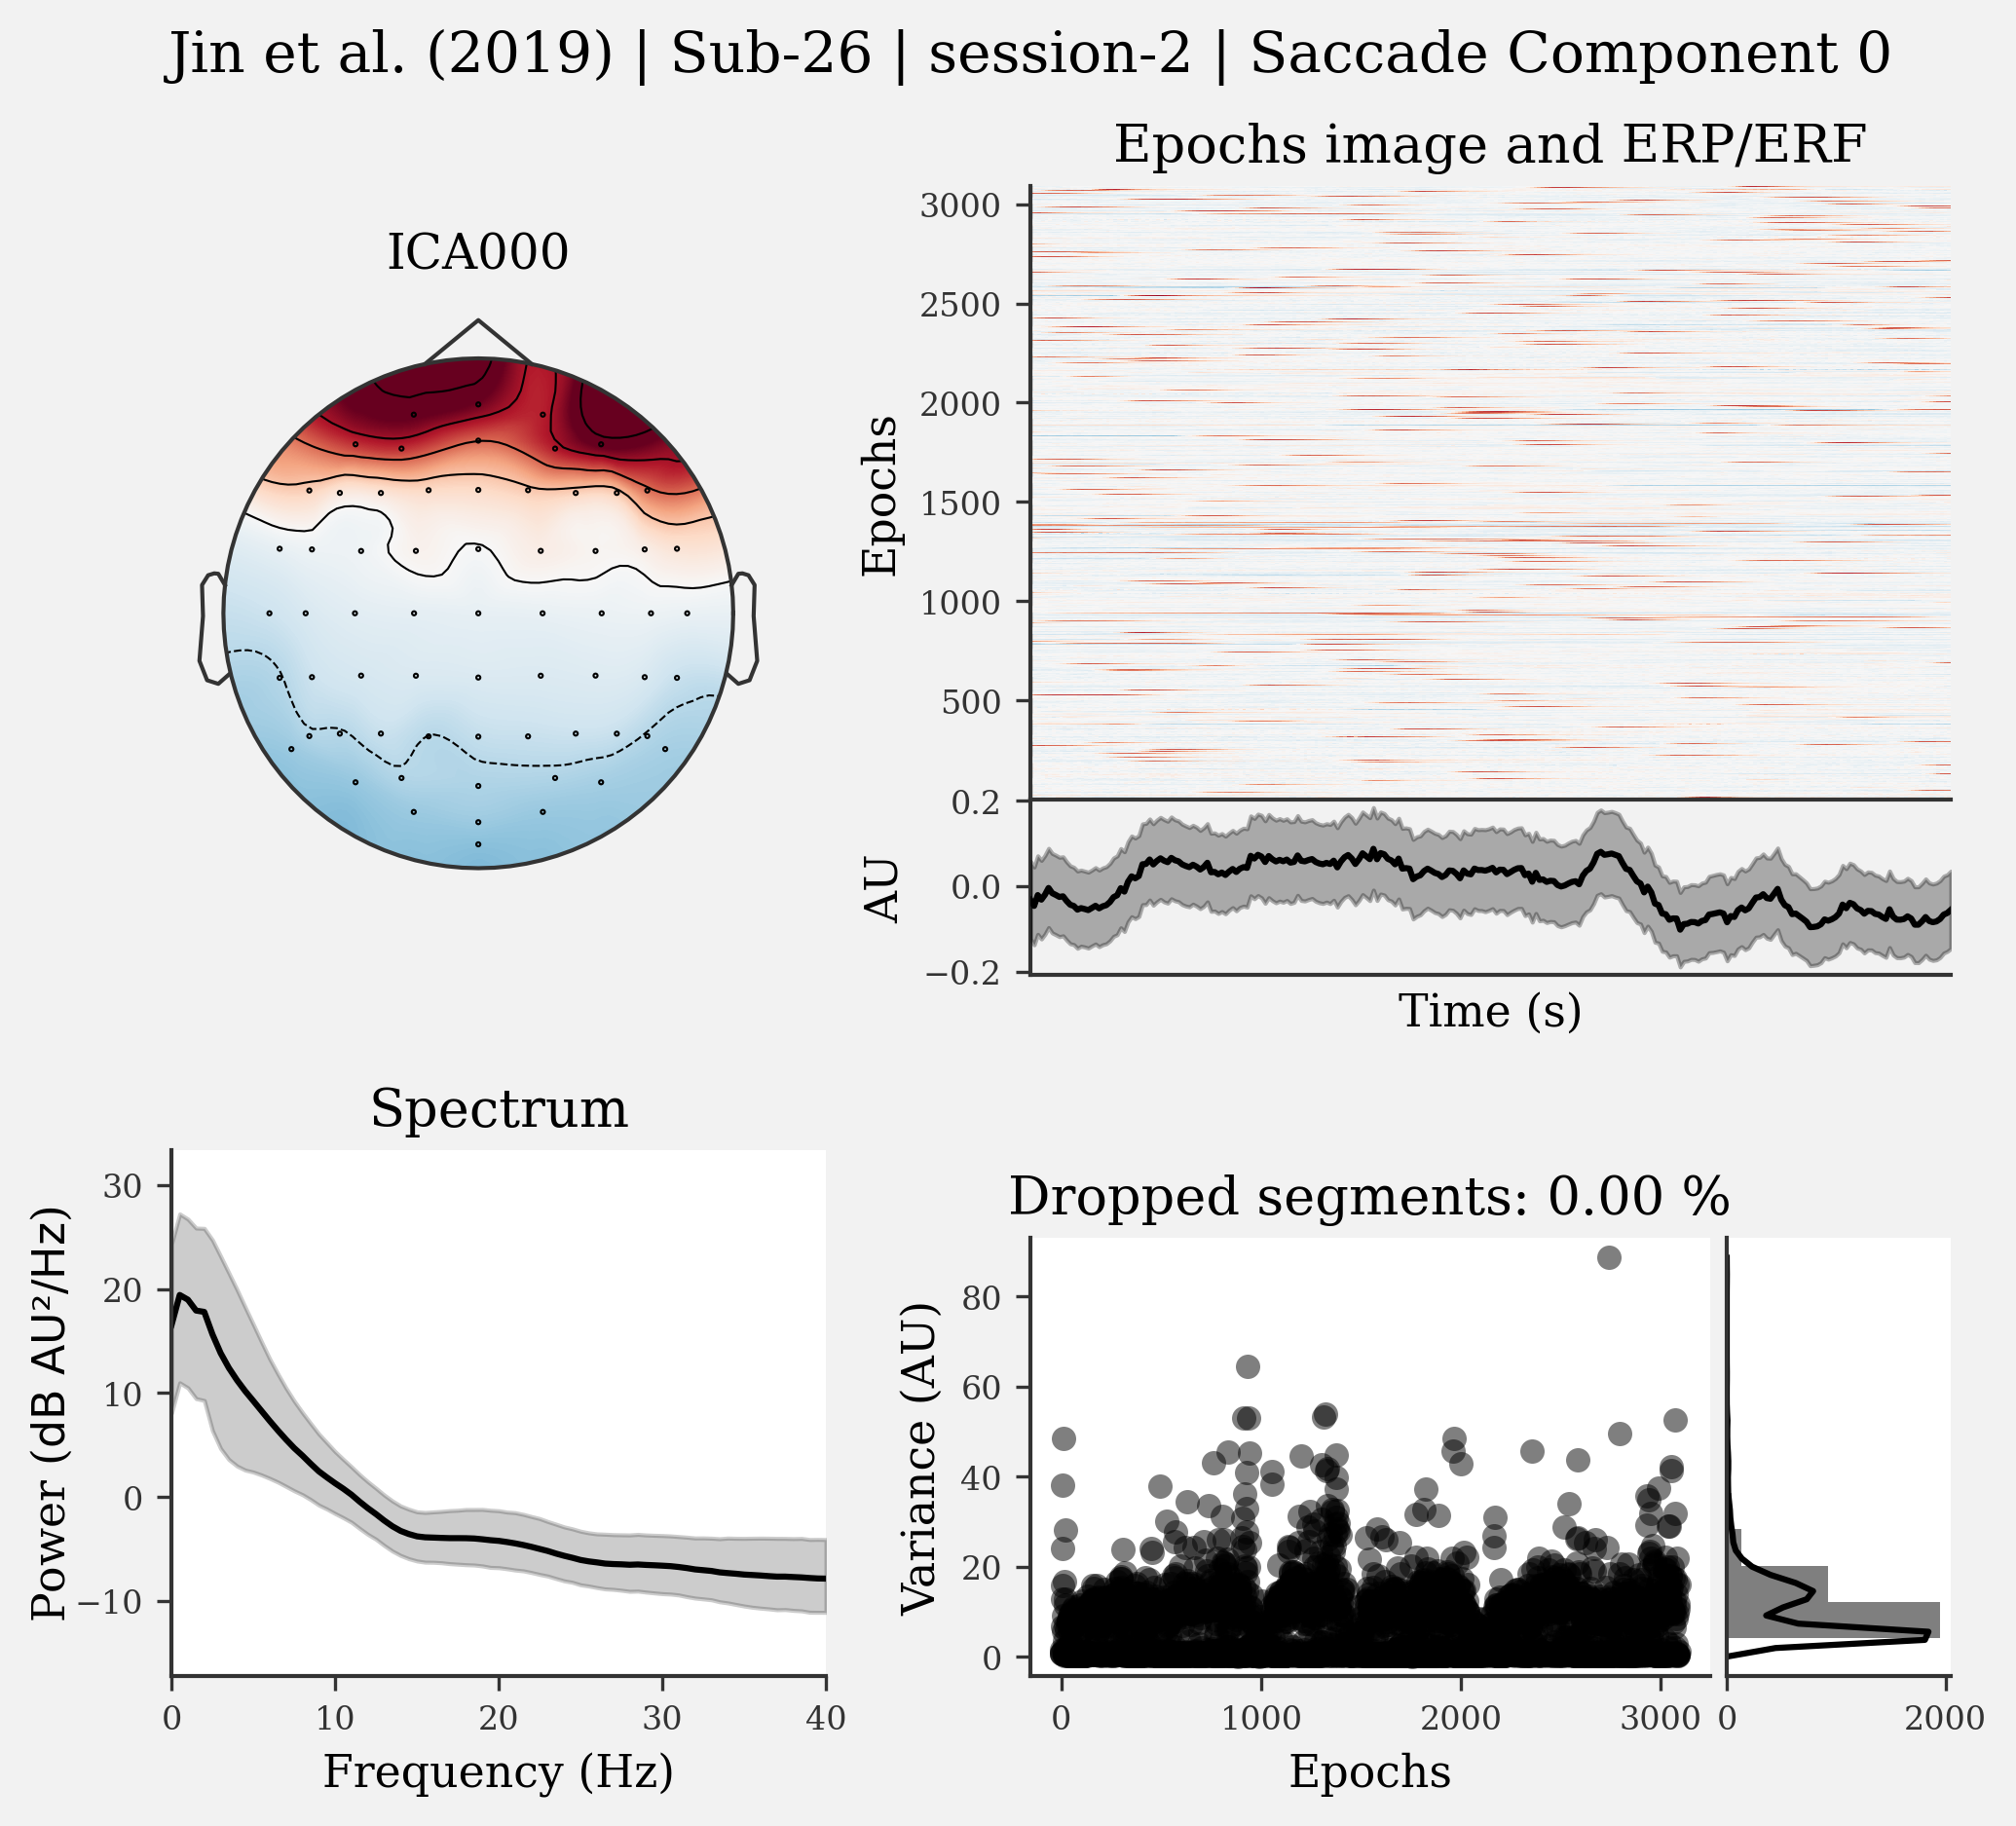 Jin et al. (2019) | Sub-26 | session-2 | Saccade Component 0
ICA000
Epochs image and ERP/ERF
Epochs
3000
2500
2000
1500
1000
500
AU
0.2
0.0
−0.2
Time (s)
Spectrum
Power (dB AU²/Hz)
30
20
10
0
−10
0 10 20 30 40
Frequency (Hz)
Dropped segments: 0.00 %
Variance (AU)
80
60
40
20
0
0 1000 2000 3000 0 2000
Epochs